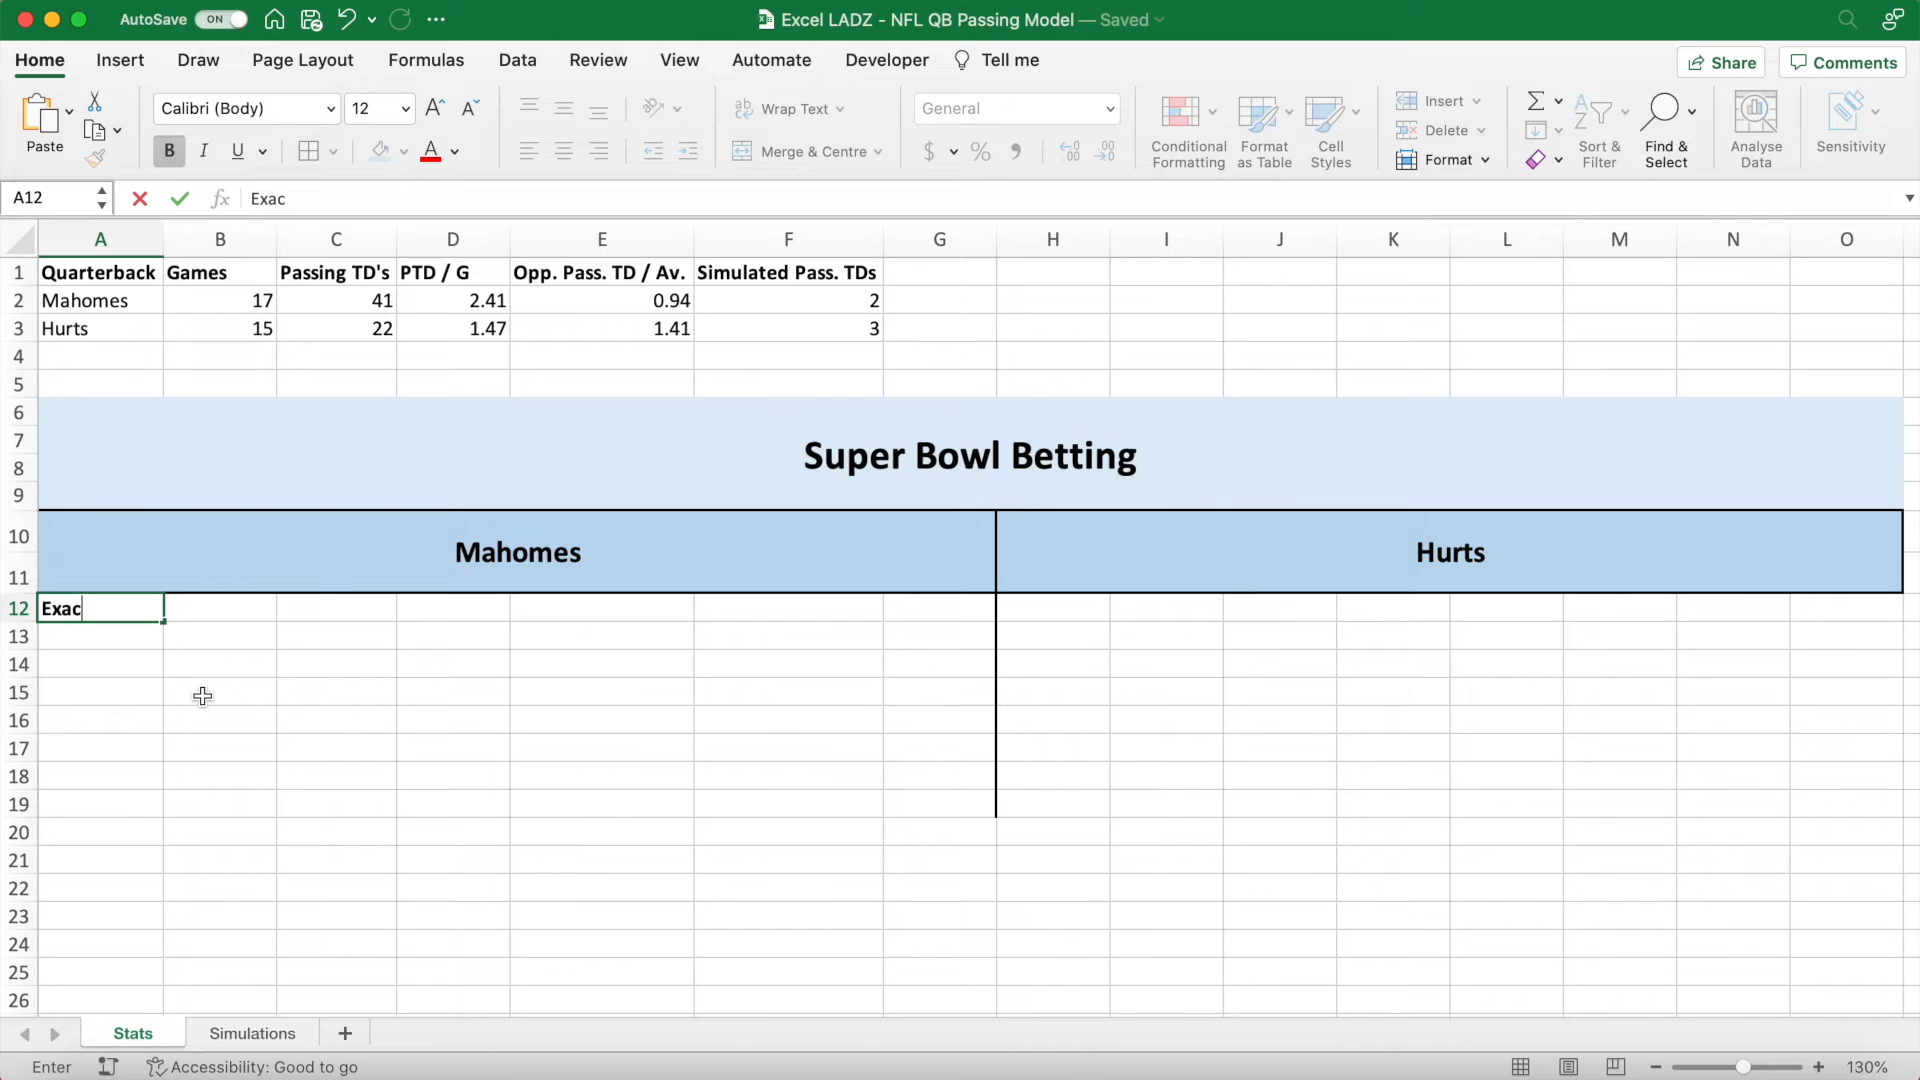 AutoSave ON Excel LADZ - NFL QB Passing Model — Saved
Home Insert Draw Page Layout Formulas Data Review View Automate Developer Tell me Share Comments
Paste Calibri (Body) 12 A A Wrap Text General Conditional Formatting Format as Table Cell Styles Insert Sort & Filter Find & Select Analyse Data Sensitivity
B I U A Merge & Centre $ % Delete
Format
A12 fx Exac
A B C D E F G H I J K L M N O
1 Quarterback Games Passing TD's PTD / G Opp. Pass. TD / Av. Simulated Pass. TDs
2 Mahomes 17 41 2.41 0.94 2
3 Hurts 15 22 1.47 1.41 3
4
5
6
7 Super Bowl Betting
8
9
10 Mahomes Hurts
11
12 Exac
13
14
15
16
17
18
19
20
21
22
23
24
25
26
Stats Simulations +
Enter Accessibility: Good to go 130%